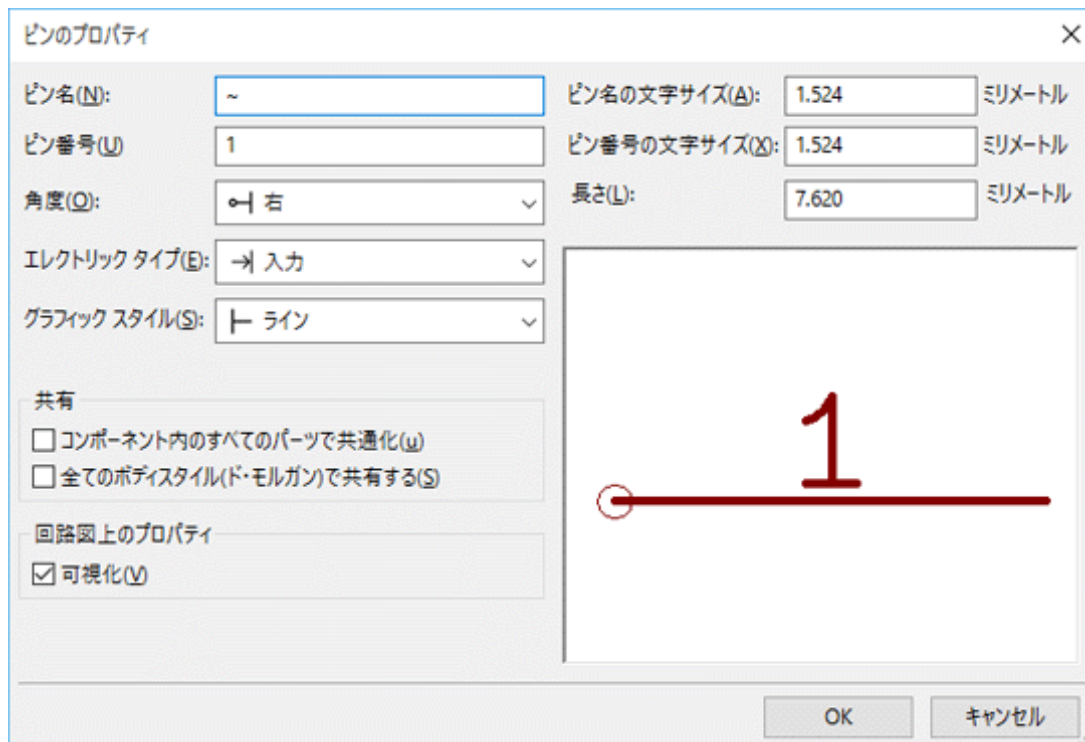 ピンのプロパティ
ピン名(N): ~
ピン番号(U) 1
角度(O): 右
エレクトリック タイプ(E): 入力
グラフィック スタイル(S): ライン
ピン名の文字サイズ(A): 1.524 ミリメートル
ピン番号の文字サイズ(X): 1.524 ミリメートル
長さ(L): 7.620 ミリメートル
共有
コンポーネント内のすべてのパーツで共通化(u)
全てのボディスタイル(ド・モルガン)で共有する(S)
回路図上のプロパティ
可視化(V)
1
OK キャンセル